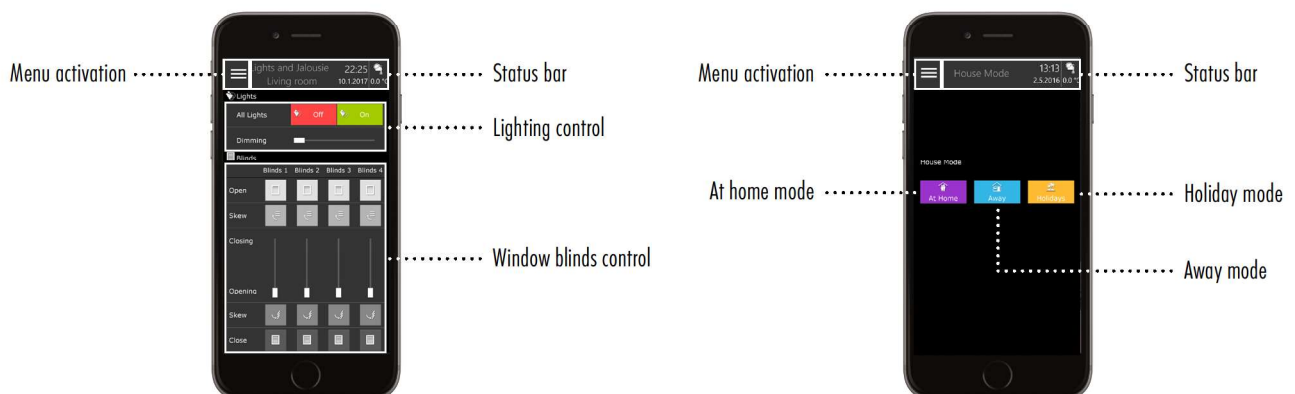 Menu activation
Lights and Jalousie
Living room
22:25
10.1.2017 0.0 °C
Status bar
Lights
All Lights
Off
On
Dimming
Lighting control
Blinds
Blinds 1 Blinds 2 Blinds 3 Blinds 4
Open
Skew
Closing
Opening
Skew
Close
Window blinds control
Menu activation
House Mode
13:13
2.5.2016 0.0 °C
Status bar
House Mode
At home mode
At Home
Away
Holidays
Holiday mode
Away mode